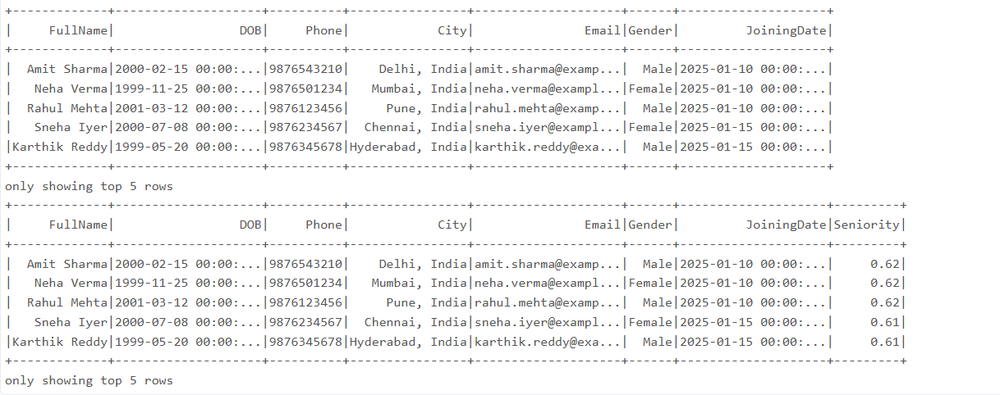 +-------------+--------------------+----------+----------------+--------------------+------+--------------------+
|     FullName|                 DOB|     Phone|            City|               Email|Gender|         JoiningDate|
+-------------+--------------------+----------+----------------+--------------------+------+--------------------+
|  Amit Sharma|2000-02-15 00:00:...|9876543210|    Delhi, India|amit.sharma@examp...|  Male|2025-01-10 00:00:...|
|   Neha Verma|1999-11-25 00:00:...|9876501234|   Mumbai, India|neha.verma@exampl...|Female|2025-01-10 00:00:...|
|  Rahul Mehta|2001-03-12 00:00:...|9876123456|     Pune, India|rahul.mehta@examp...|  Male|2025-01-10 00:00:...|
|   Sneha Iyer|2000-07-08 00:00:...|9876234567|  Chennai, India|sneha.iyer@exampl...|Female|2025-01-15 00:00:...|
|Karthik Reddy|1999-05-20 00:00:...|9876345678|Hyderabad, India|karthik.reddy@exa...|  Male|2025-01-15 00:00:...|
+-------------+--------------------+----------+----------------+--------------------+------+--------------------+
only showing top 5 rows
+-------------+--------------------+----------+----------------+--------------------+------+--------------------+---------+
|     FullName|                 DOB|     Phone|            City|               Email|Gender|         JoiningDate|Seniority|
+-------------+--------------------+----------+----------------+--------------------+------+--------------------+---------+
|  Amit Sharma|2000-02-15 00:00:...|9876543210|    Delhi, India|amit.sharma@examp...|  Male|2025-01-10 00:00:...|     0.62|
|   Neha Verma|1999-11-25 00:00:...|9876501234|   Mumbai, India|neha.verma@exampl...|Female|2025-01-10 00:00:...|     0.62|
|  Rahul Mehta|2001-03-12 00:00:...|9876123456|     Pune, India|rahul.mehta@examp...|  Male|2025-01-10 00:00:...|     0.62|
|   Sneha Iyer|2000-07-08 00:00:...|9876234567|  Chennai, India|sneha.iyer@exampl...|Female|2025-01-15 00:00:...|     0.61|
|Karthik Reddy|1999-05-20 00:00:...|9876345678|Hyderabad, India|karthik.reddy@exa...|  Male|2025-01-15 00:00:...|     0.61|
+-------------+--------------------+----------+----------------+--------------------+------+--------------------+---------+
only showing top 5 rows